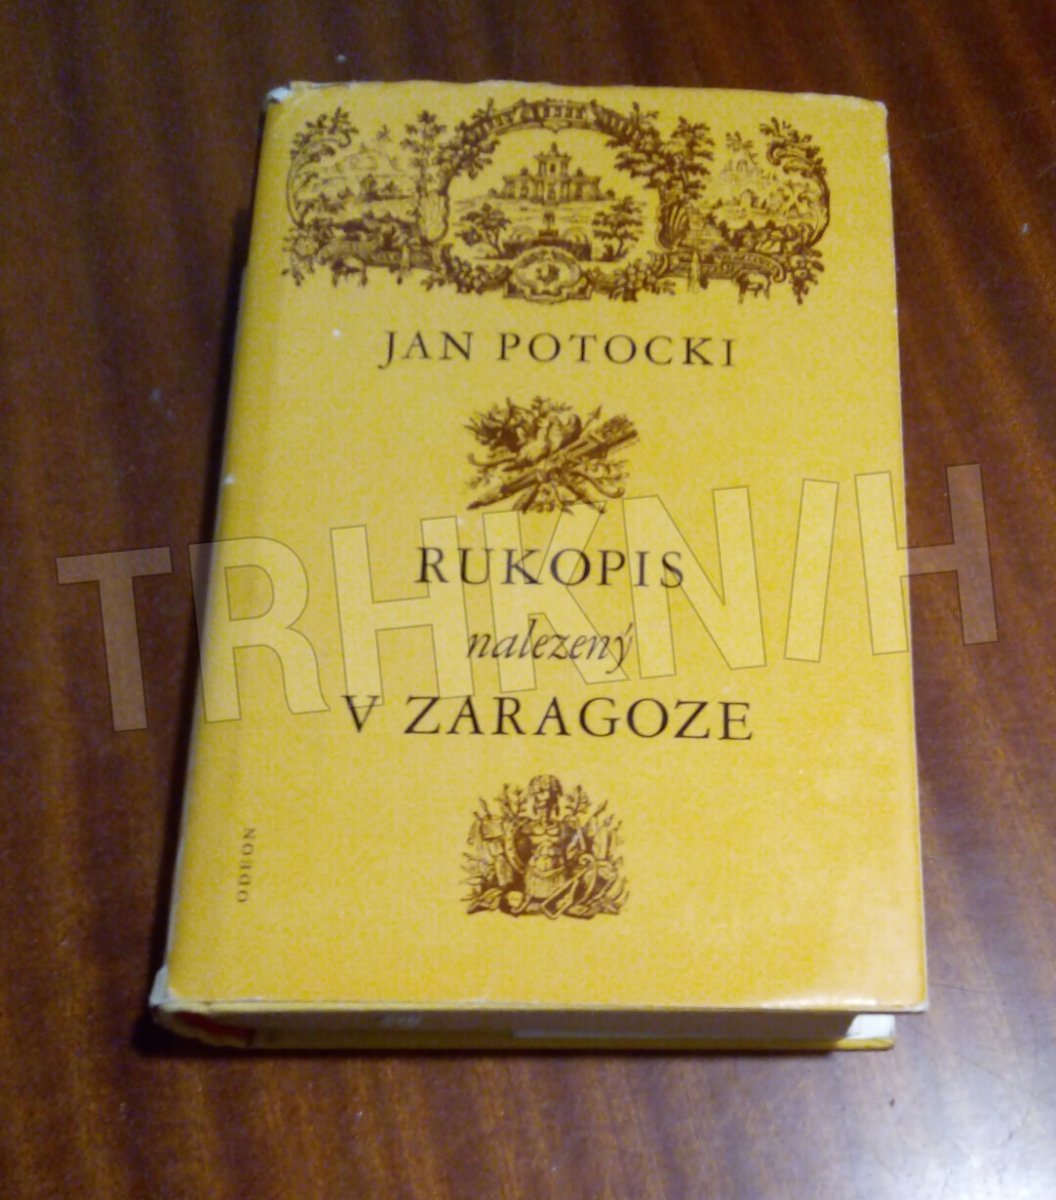 JAN POTOCKI
RUKOPIS
nalezený
V ZARAGOZE
ODEON
TRHKNIH